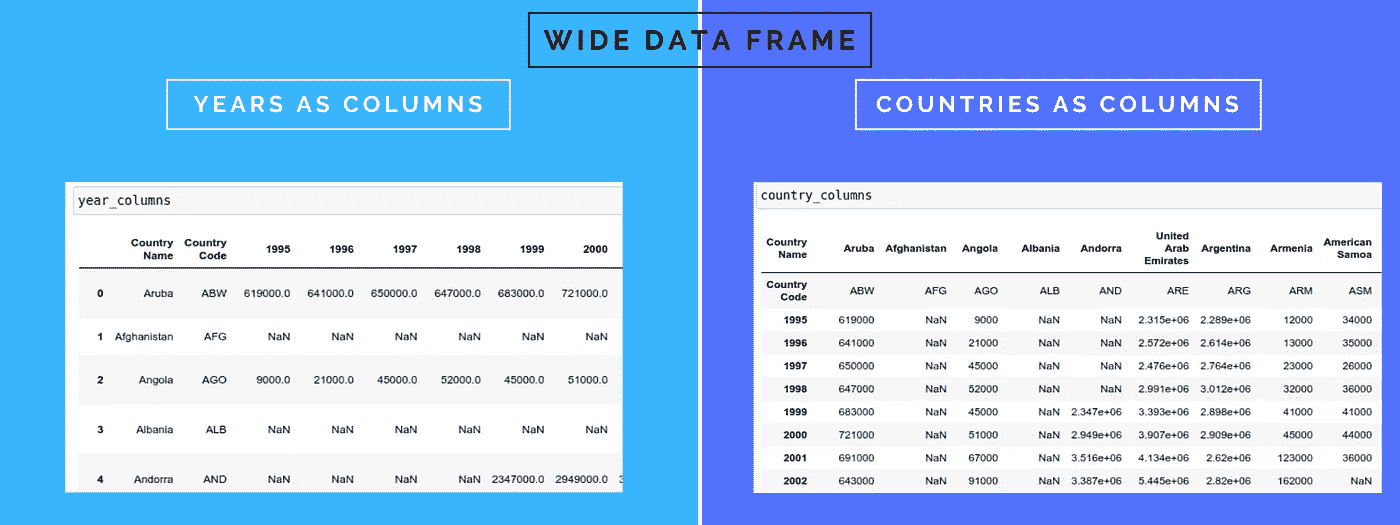 WIDE DATA FRAME
YEARS AS COLUMNS
year_columns
Country Name Country Code 1995 1996 1997 1998 1999 2000
0 Aruba ABW 619000.0 641000.0 650000.0 647000.0 683000.0 721000.0
1 Afghanistan AFG NaN NaN NaN NaN NaN NaN
2 Angola AGO 9000.0 21000.0 45000.0 52000.0 45000.0 51000.0
3 Albania ALB NaN NaN NaN NaN NaN NaN
4 Andorra AND NaN NaN NaN NaN 2347000.0 2949000.0
COUNTRIES AS COLUMNS
country_columns
Country Name Aruba Afghanistan Angola Albania Andorra United Arab Emirates Argentina Armenia American Samoa
Country Code ABW AFG AGO ALB AND ARE ARG ARM ASM
1995 619000 NaN 9000 NaN NaN 2.315e+06 2.289e+06 12000 34000
1996 641000 NaN 21000 NaN NaN 2.572e+06 2.614e+06 13000 35000
1997 650000 NaN 45000 NaN NaN 2.476e+06 2.764e+06 23000 26000
1998 647000 NaN 52000 NaN NaN 2.991e+06 3.012e+06 32000 36000
1999 683000 NaN 45000 NaN 2.347e+06 3.393e+06 2.898e+06 41000 41000
2000 721000 NaN 51000 NaN 2.949e+06 3.907e+06 2.909e+06 45000 44000
2001 691000 NaN 67000 NaN 3.516e+06 4.134e+06 2.62e+06 123000 36000
2002 643000 NaN 91000 NaN 3.387e+06 5.445e+06 2.82e+06 162000 NaN